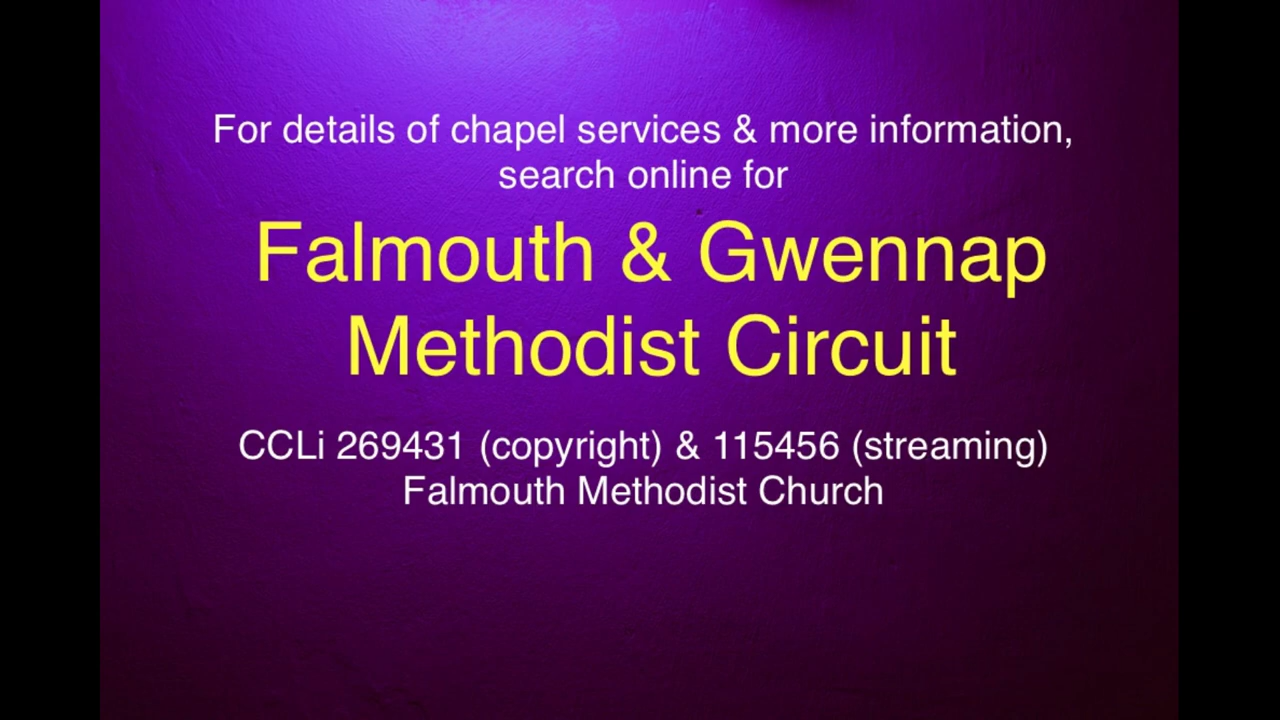 For details of chapel services & more information,
search online for
Falmouth & Gwennap
Methodist Circuit
CCLi 269431 (copyright) & 115456 (streaming)
Falmouth Methodist Church